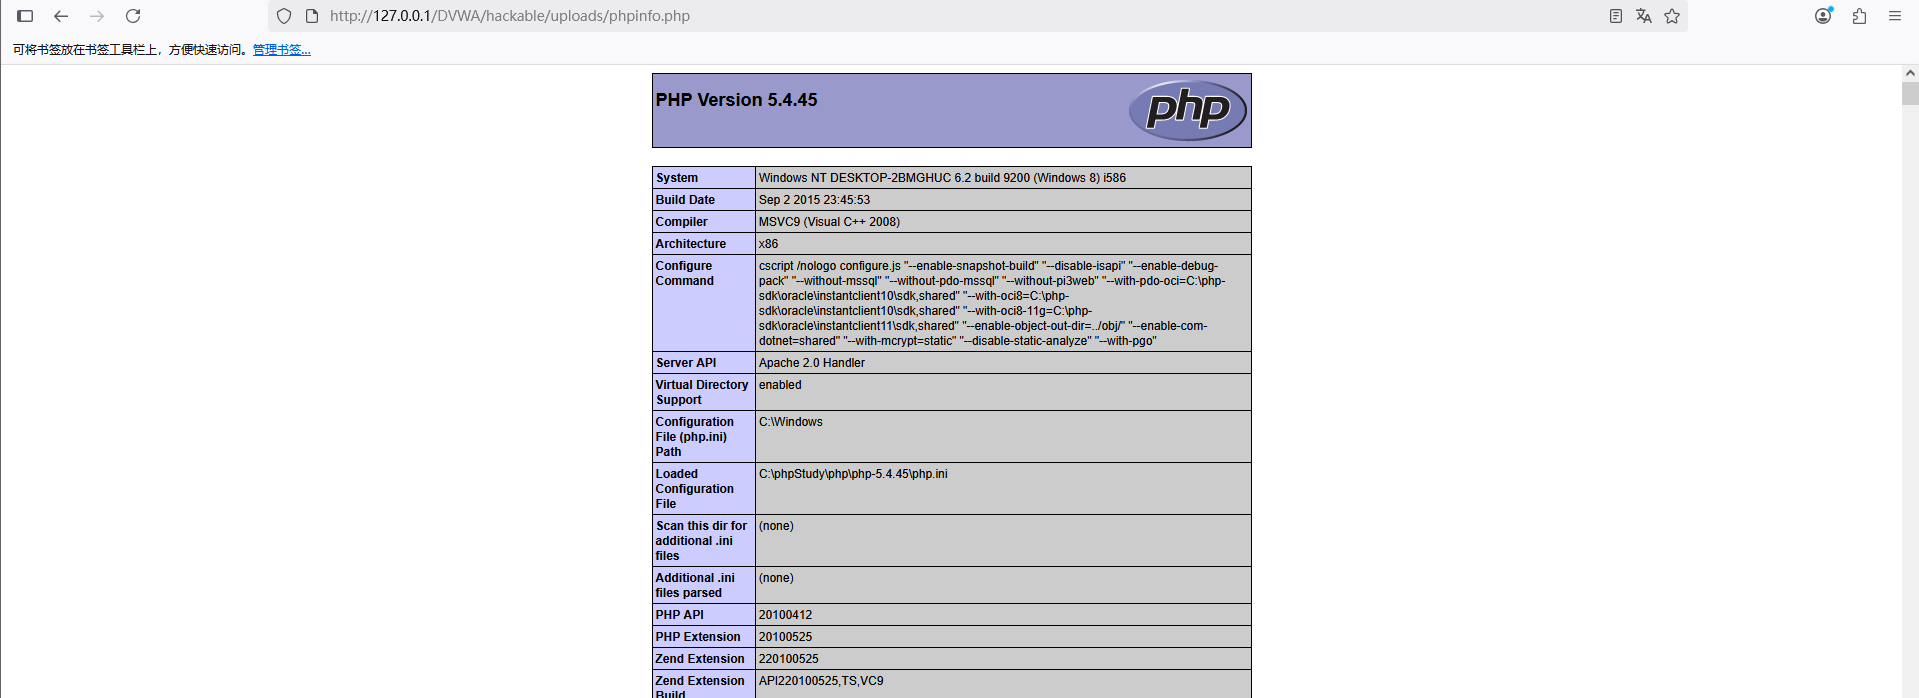 http://127.0.0.1/DVWA/hackable/uploads/phpinfo.php
可将书签放在书签工具栏上，方便快速访问。管理书签...
PHP Version 5.4.45
php
System Windows NT DESKTOP-2BMGHUC 6.2 build 9200 (Windows 8) i586
Build Date Sep 2 2015 23:45:53
Compiler MSVC9 (Visual C++ 2008)
Architecture x86
Configure Command
cscript /nologo configure.js "--enable-snapshot-build" "--disable-isapi" "--enable-debug-
pack" "--without-mssql" "--without-pdo-mssql" "--without-pi3web" "--with-pdo-oci=C:\php-
sdk\oracle\instantclient10\sdk,shared" "--with-oci8=C:\php-
sdk\oracle\instantclient10\sdk,shared" "--with-oci8-11g=C:\php-
sdk\oracle\instantclient11\sdk,shared" "--enable-object-out-dir=../obj/" "--enable-com-
dotnet=shared" "--with-mcrypt=static" "--disable-static-analyze" "--with-pgo"
Server API Apache 2.0 Handler
Virtual Directory
Support
enabled
Configuration
File (php.ini)
Path
C:\Windows
Loaded
Configuration
File
C:\phpStudy\php\php-5.4.45\php.ini
Scan this dir for
additional .ini
files
(none)
Additional .ini
files parsed
(none)
PHP API 20100412
PHP Extension 20100525
Zend Extension 220100525
Zend Extension
Build
API220100525,TS,VC9